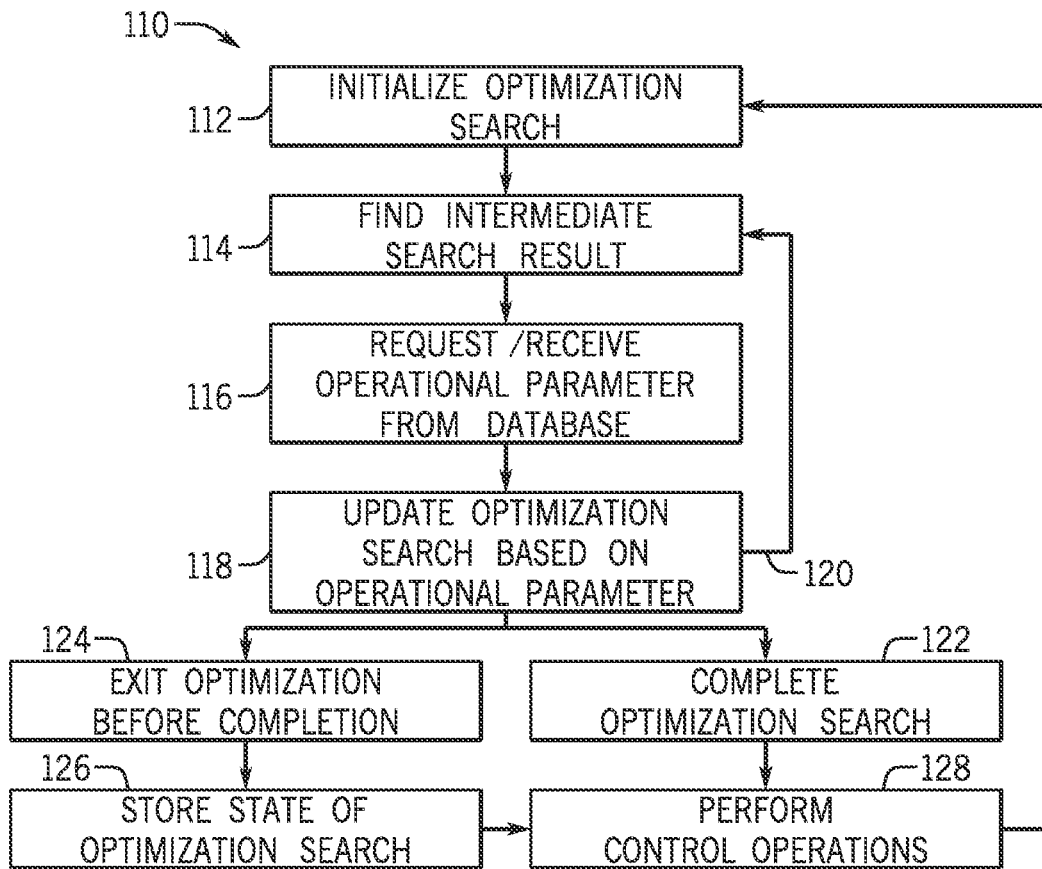 110
INITIALIZE OPTIMIZATION
SEARCH
112
FIND INTERMEDIATE
SEARCH RESULT
114
REQUEST/RECEIVE
OPERATIONAL PARAMETER
FROM DATABASE
116
UPDATE OPTIMIZATION
SEARCH BASED ON
OPERATIONAL PARAMETER
118
120
124
EXIT OPTIMIZATION
BEFORE COMPLETION
122
COMPLETE
OPTIMIZATION SEARCH
126
STORE STATE OF
OPTIMIZATION SEARCH
128
PERFORM
CONTROL OPERATIONS